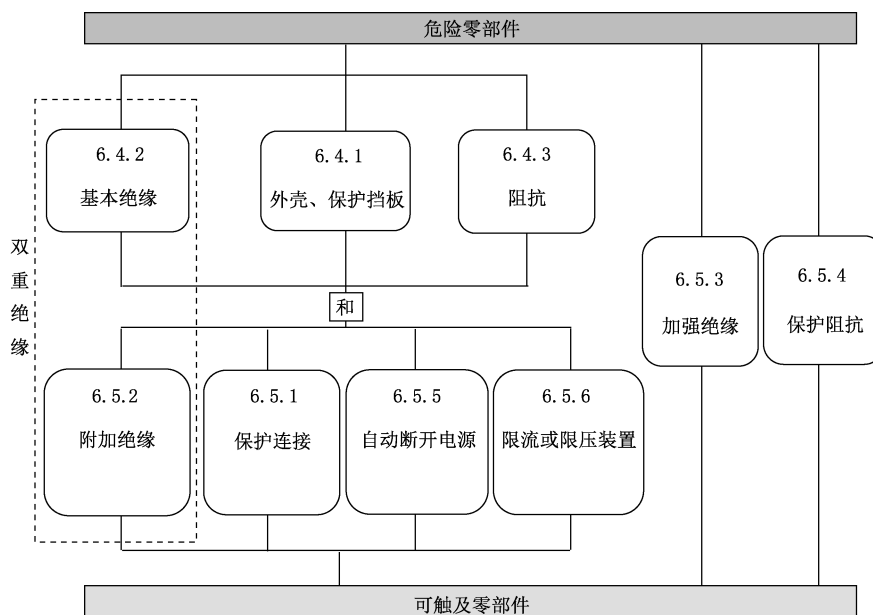 危险零部件
6.4.2
基本绝缘
6.4.1
外壳、保护挡板
6.4.3
阻抗
双重绝缘
6.5.3
加强绝缘
6.5.4
保护阻抗
和
6.5.2
附加绝缘
6.5.1
保护连接
6.5.5
自动断开电源
6.5.6
限流或限压装置
可触及零部件